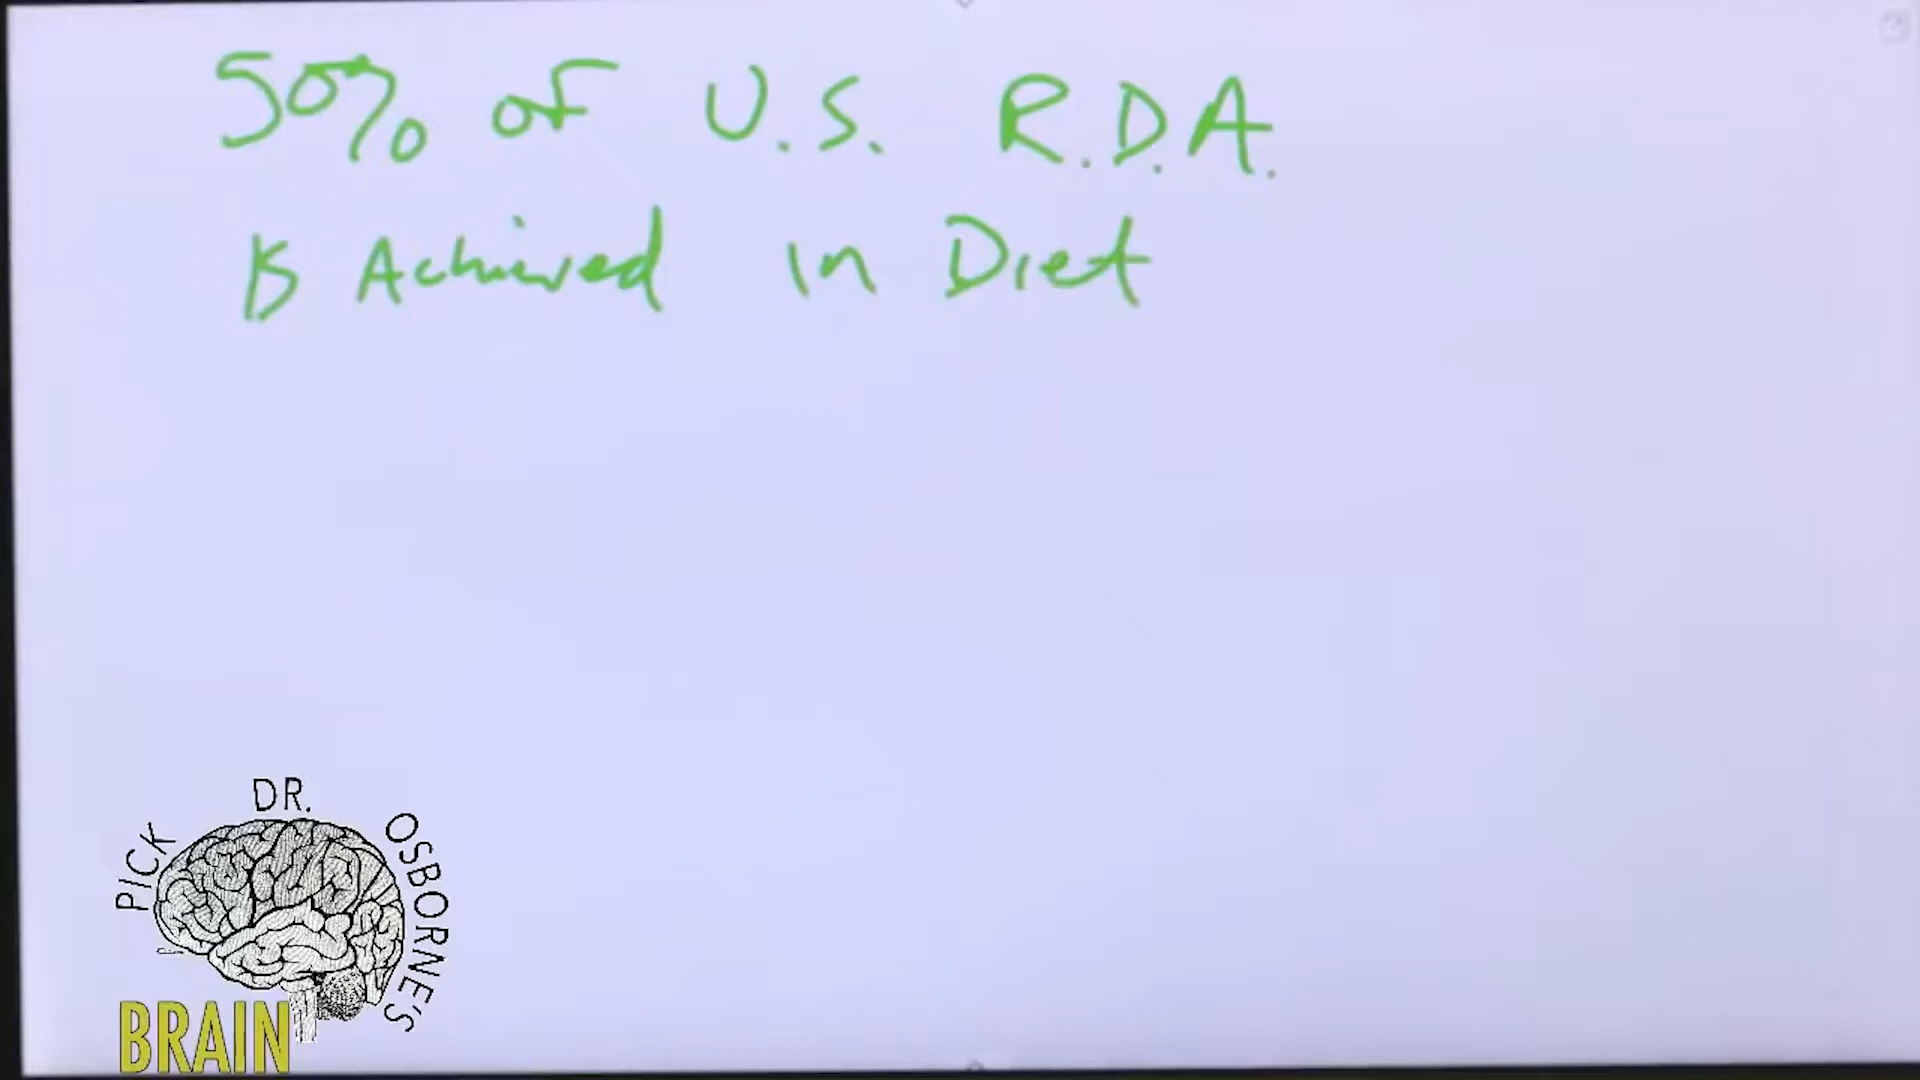 50% of U.S. R.D.A.
is Achieved in Diet
PICK DR. OSBORNE'S
BRAIN